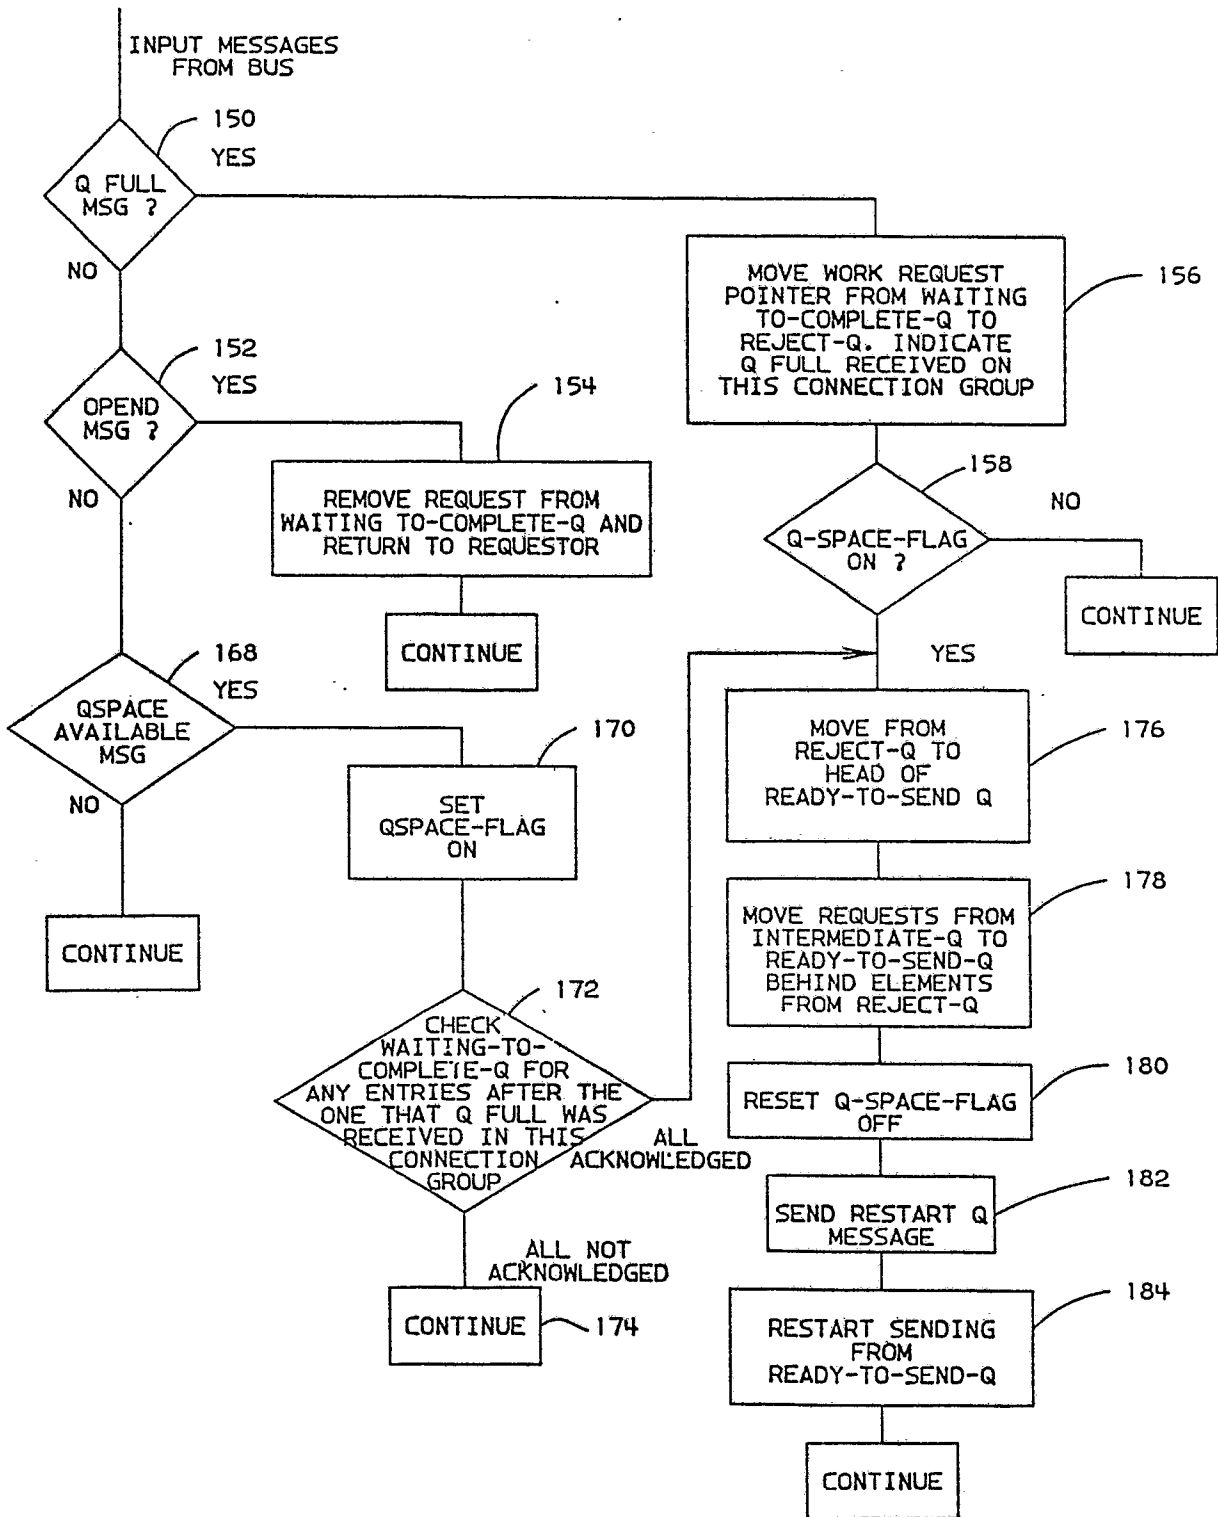 INPUT MESSAGES
FROM BUS
150
YES
Q FULL
MSG ?
NO
MOVE WORK REQUEST
POINTER FROM WAITING
TO-COMPLETE-Q TO
REJECT-Q. INDICATE
Q FULL RECEIVED ON
THIS CONNECTION GROUP
156
152
YES
OPEND
MSG ?
NO
154
REMOVE REQUEST FROM
WAITING TO-COMPLETE-Q AND
RETURN TO REQUESTOR
CONTINUE
158
NO
Q-SPACE-FLAG
ON ?
CONTINUE
YES
168
YES
QSPACE
AVAILABLE
MSG
NO
CONTINUE
170
SET
QSPACE-FLAG
ON
172
CHECK
WAITING-TO-
COMPLETE-Q FOR
ANY ENTRIES AFTER THE
ONE THAT Q FULL WAS
RECEIVED IN THIS
CONNECTION
GROUP
ALL
ACKNOWLEDGED
ALL NOT
ACKNOWLEDGED
CONTINUE
174
MOVE FROM
REJECT-Q TO
HEAD OF
READY-TO-SEND Q
176
MOVE REQUESTS FROM
INTERMEDIATE-Q TO
READY-TO-SEND-Q
BEHIND ELEMENTS
FROM REJECT-Q
178
RESET Q-SPACE-FLAG
OFF
180
SEND RESTART Q
MESSAGE
182
RESTART SENDING
FROM
READY-TO-SEND-Q
184
CONTINUE